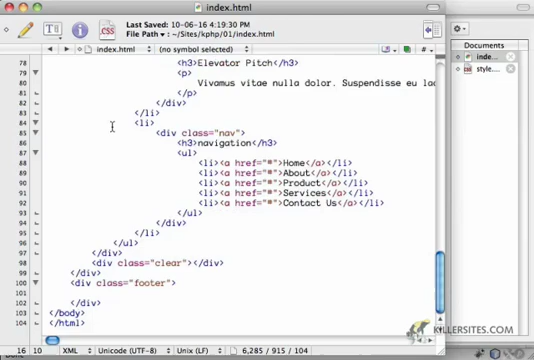 index.html
Last Saved: 10-06-16 4:19:30 PM
File Path ▾: ~/Sites/kphp/01/index.html
index.html (no symbol selected) #
Documents
inde...
style....
78 <h3>Elevator Pitch</h3>
79 <p>
80 Vivamus vitae nulla dolor. Suspendisse eu lac
81 </p>
82 </div>
83 </li>
84 <li>
85 <div class="nav">
86 <h3>navigation</h3>
87 <ul>
88 <li><a href="#">Home</a></li>
89 <li><a href="#">About</a></li>
90 <li><a href="#">Product</a></li>
91 <li><a href="#">Services</a></li>
92 <li><a href="#">Contact Us</a></li>
93 </ul>
94 </div>
95 </li>
96 </ul>
97 </div>
98 <div class="clear"></div>
99 </div>
100 <div class="footer">
101
102 </div>
103 </body>
104 </html>
KILLERSITES.COM
16 10 XML Unicode (UTF-8) Unix (LF) 6,285 / 915 / 104